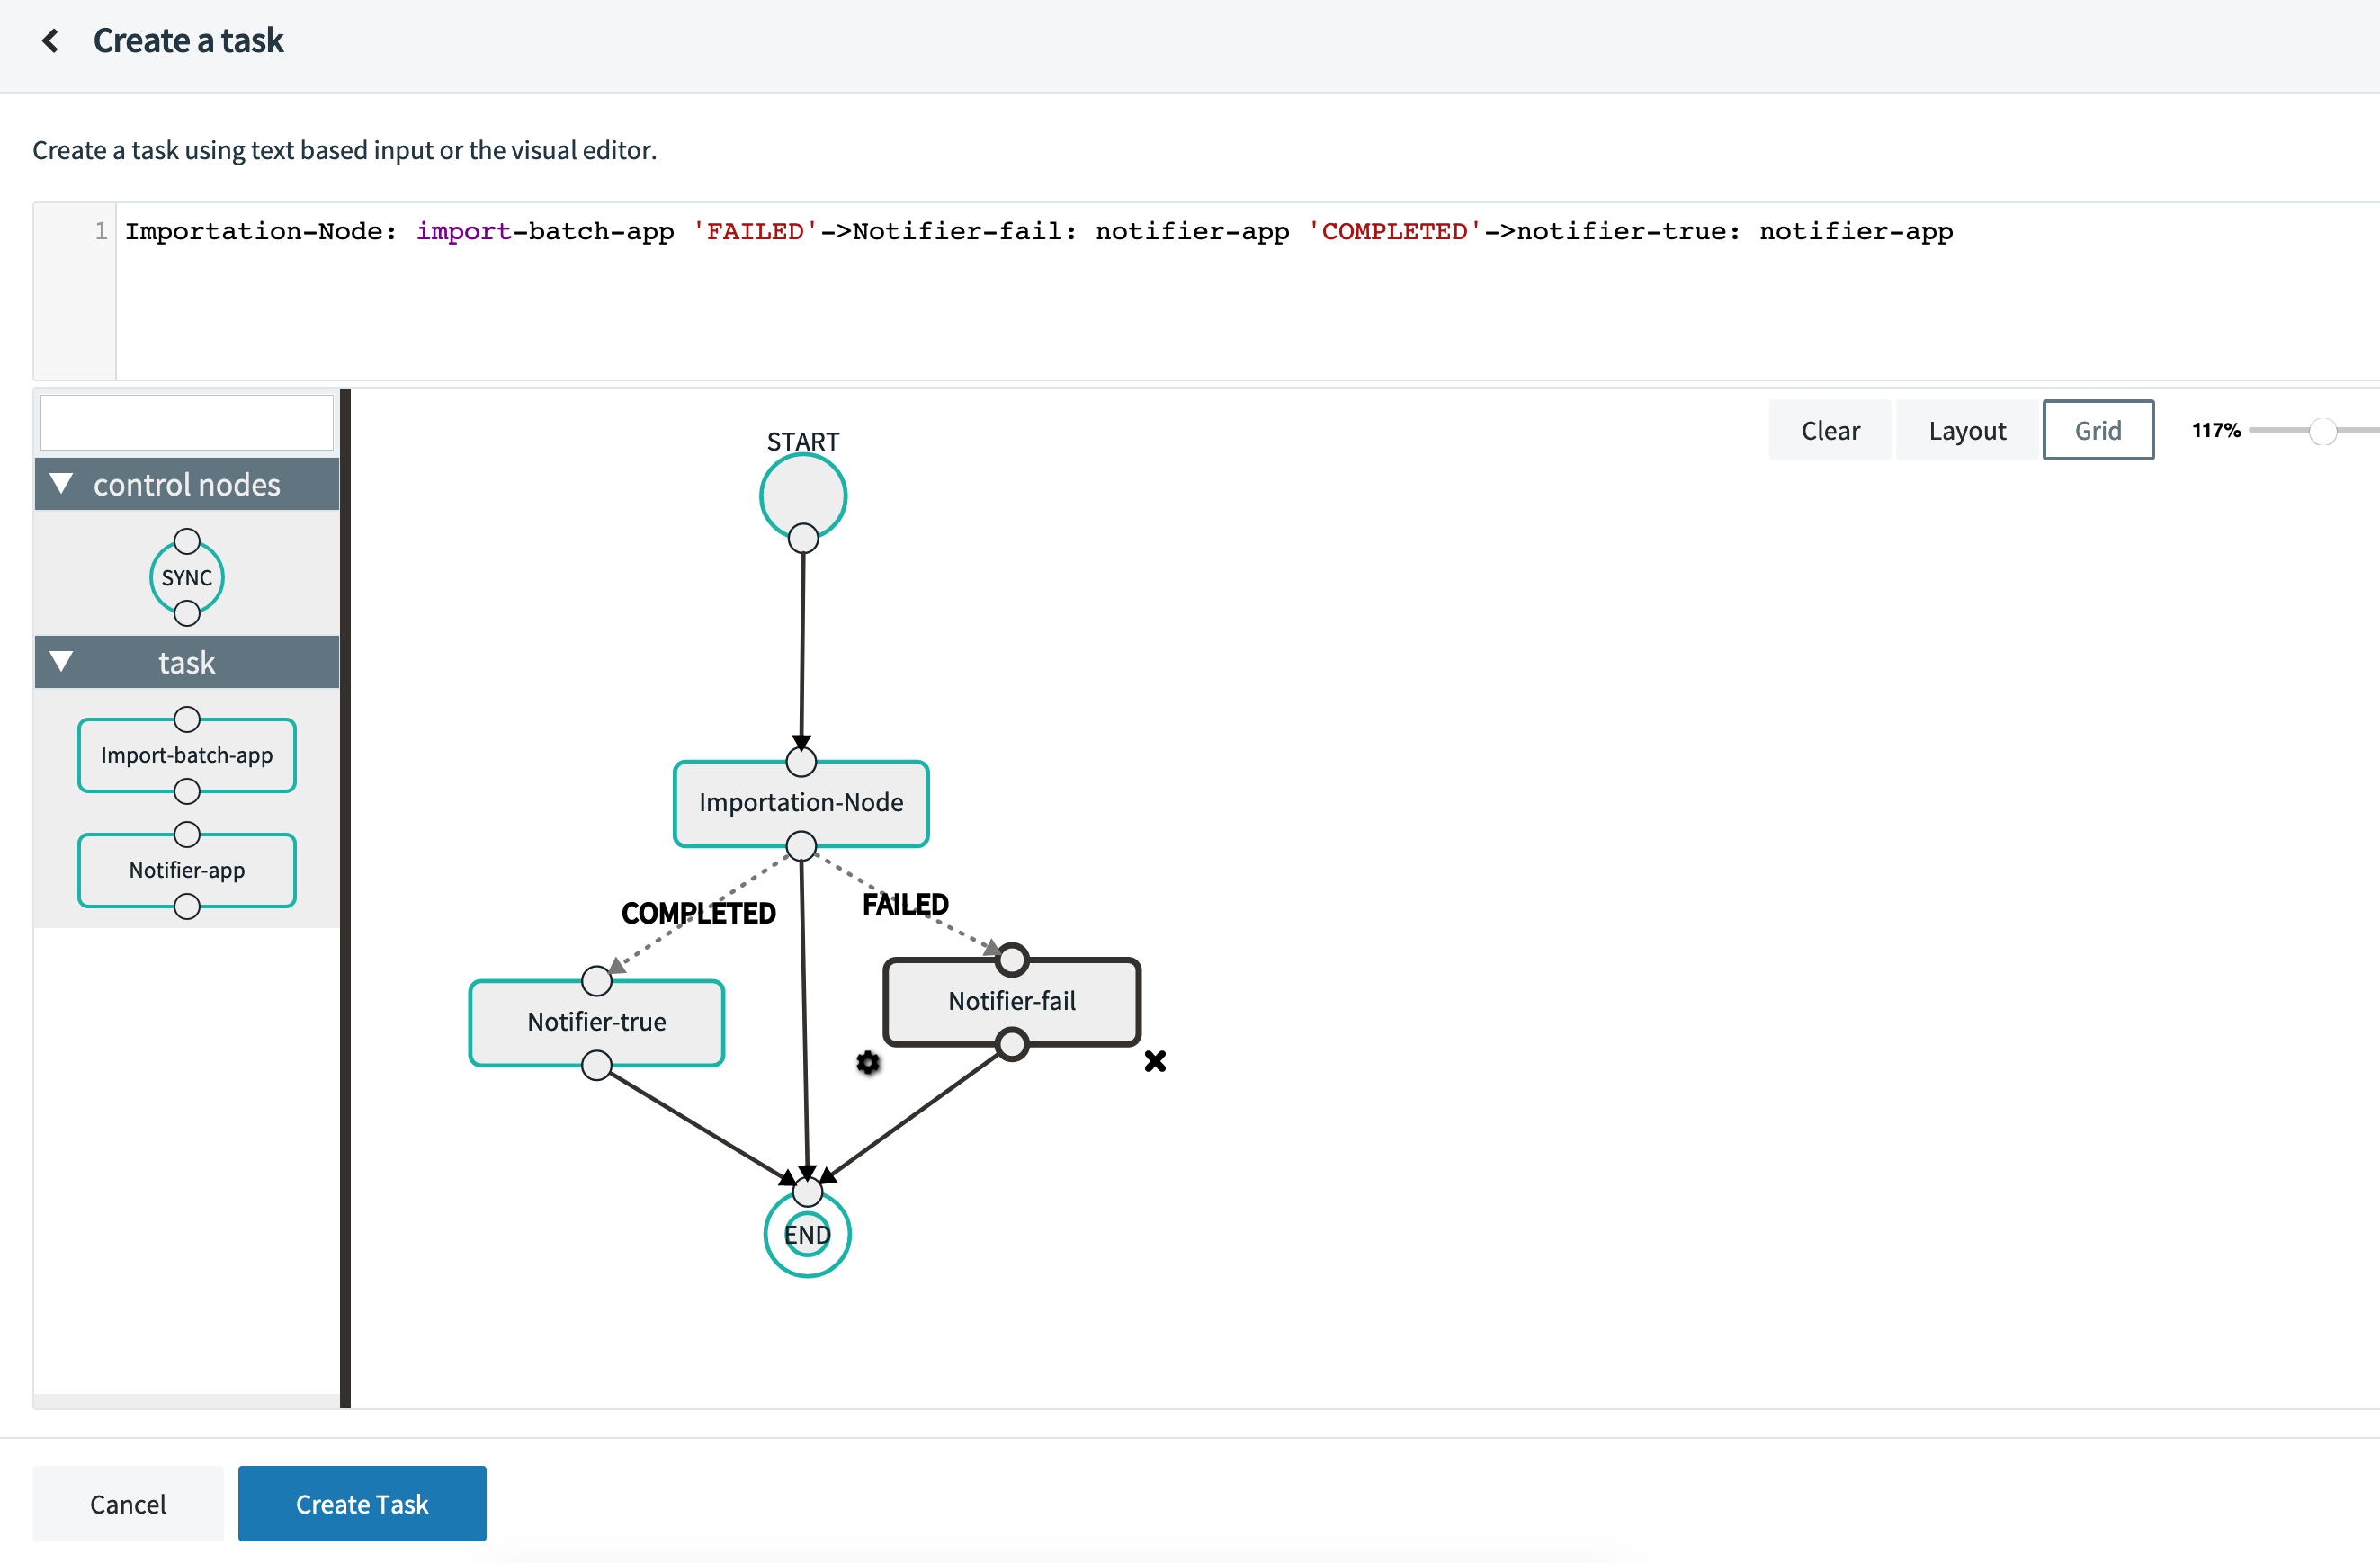 Create a task
Create a task using text based input or the visual editor.
1 Importation-Node: import-batch-app 'FAILED'->Notifier-fail: notifier-app 'COMPLETED'->notifier-true: notifier-app
Clear Layout Grid 117%
control nodes
SYNC
task
Import-batch-app
Notifier-app
START
Importation-Node
COMPLETED FAILED
Notifier-true
Notifier-fail
END
Cancel Create Task